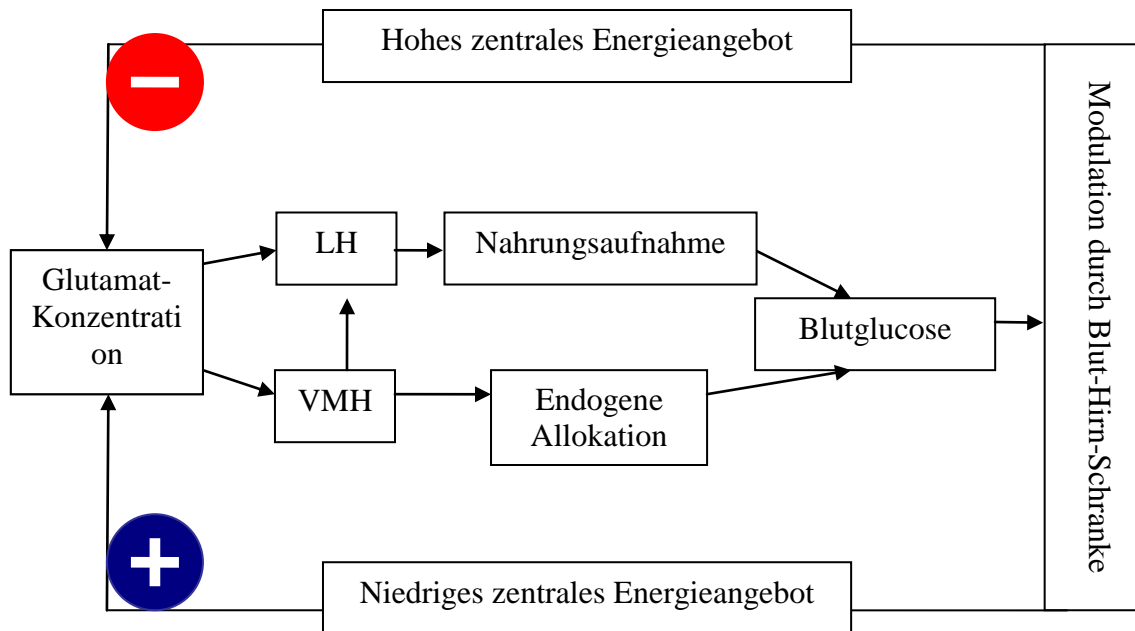 Hohes zentrales Energieangebot
Modulation durch Blut-Hirn-Schranke
LH
Nahrungsaufnahme
Glutamat-
Konzentrati
on
Blutglucose
VMH
Endogene
Allokation
Niedriges zentrales Energieangebot